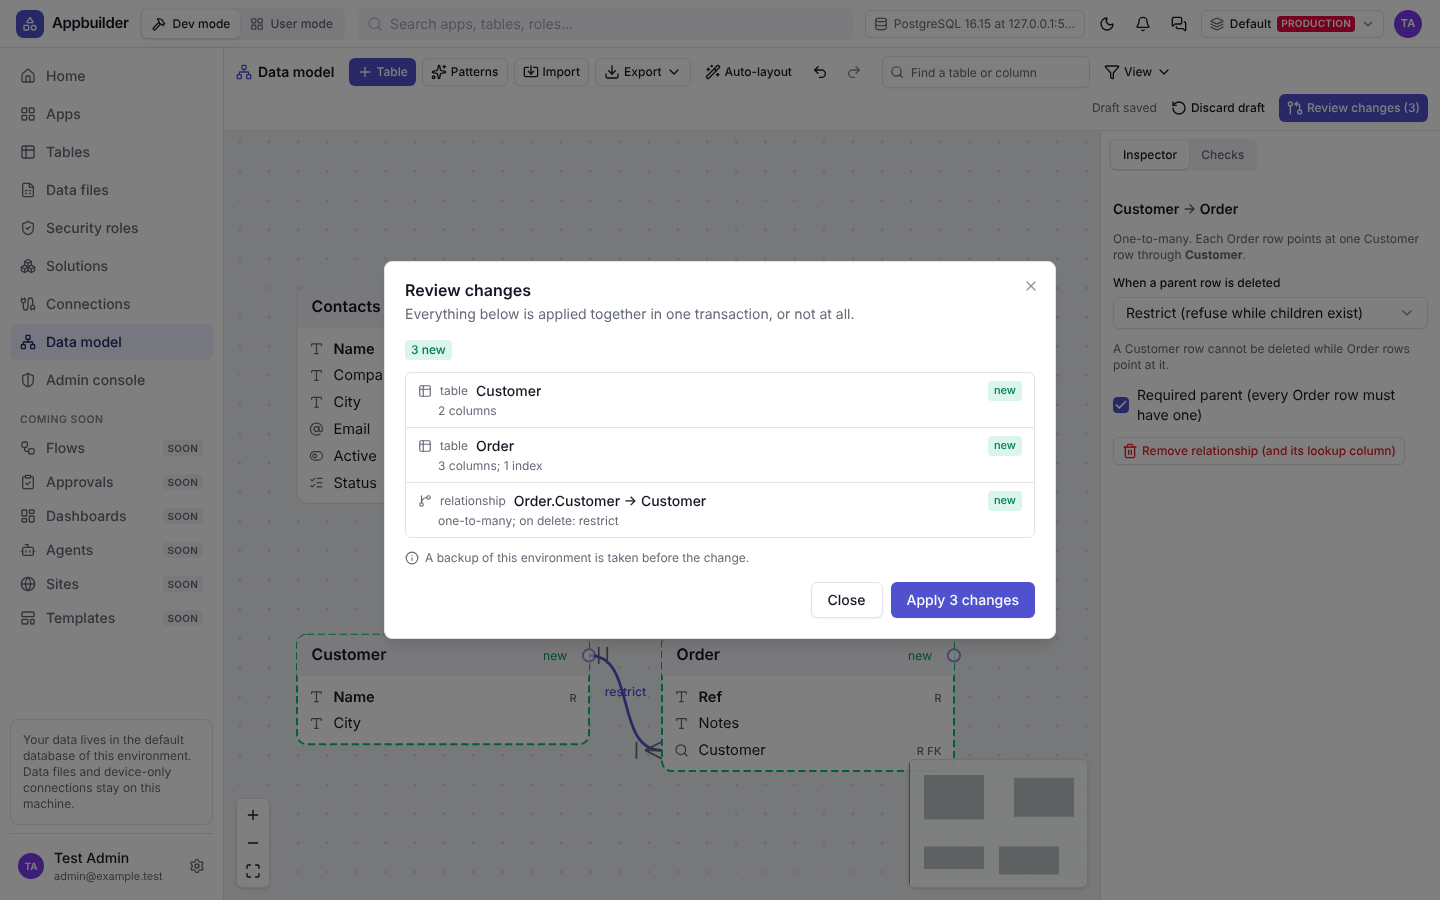 Appbuilder
Dev mode
User mode
Search apps, tables, roles...
PostgreSQL 16.15 at 127.0.0.1:5...
Default PRODUCTION
TA
Home
Apps
Tables
Data files
Security roles
Solutions
Connections
Data model
Admin console
COMING SOON
Flows SOON
Approvals SOON
Dashboards SOON
Agents SOON
Sites SOON
Templates SOON
Your data lives in the default
database of this environment.
Data files and device-only
connections stay on this
machine.
TA
Test Admin
admin@example.test
Data model
Table
Patterns
Import
Export
Auto-layout
Find a table or column
View
Draft saved
Discard draft
Review changes (3)
Contacts
Name
Compa
City
Email
Active
Status
Review changes
Everything below is applied together in one transaction, or not at all.
3 new
table Customer new
2 columns
table Order new
3 columns; 1 index
relationship Order.Customer → Customer new
one-to-many; on delete: restrict
A backup of this environment is taken before the change.
Close
Apply 3 changes
Customer new
Name R
City
restrict
Order new
Ref R
Notes
Customer R FK
Inspector
Checks
Customer → Order
One-to-many. Each Order row points at one Customer
row through Customer.
When a parent row is deleted
Restrict (refuse while children exist)
A Customer row cannot be deleted while Order rows
point at it.
Required parent (every Order row must
have one)
Remove relationship (and its lookup column)